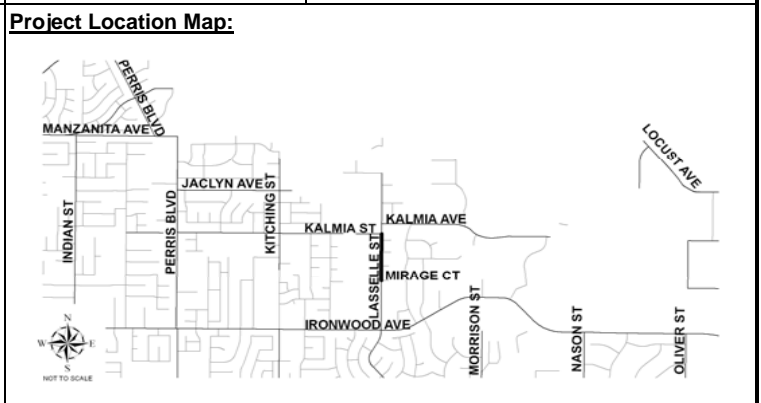 Project Location Map:
PERRIS BLVD
MANZANITA AVE
LOCUST AVE
JACLYN AVE
KITCHING ST
INDIAN ST
PERRIS BLVD
KALMIA ST
KALMIA AVE
LASSELLE ST
MIRAGE CT
IRONWOOD AVE
MORRISON ST
NASON ST
OLIVER ST
N
W
E
S
NOT TO SCALE